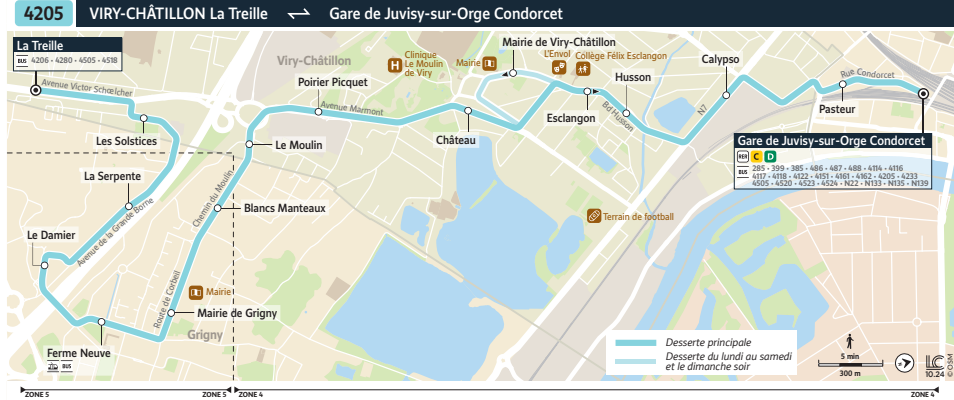 4205 VIRY-CHÂTILLON La Treille ⇌ Gare de Juvisy-sur-Orge Condorcet
La Treille
BUS 4206 • 4280 • 4505 • 4518
Avenue Victor Schœlcher
Les Solstices
La Serpente
Avenue de la Grande Borne
Le Damier
Ferme Neuve
BUS
Route de Corbeil
Mairie
Mairie de Grigny
Grigny
Blancs Manteaux
Chemin du Moulin
Le Moulin
Viry-Châtillon
Poirier Picquet
Avenue Marmont
H
Clinique
Le Moulin
de Viry
Mairie
Château
Mairie de Viry-Châtillon
L'Envol
Collège Félix Esclangon
Esclangon
Husson
Bd Husson
N7
Calypso
Terrain de football
Rue Condorcet
Pasteur
Gare de Juvisy-sur-Orge Condorcet
RER C D
BUS 285 • 399 • 385 • 486 • 487 • 488 • 4114 • 4116
4117 • 4118 • 4122 • 4151 • 4161 • 4162 • 4205 • 4233
4505 • 4520 • 4523 • 4524 • N22 • N133 • N135 • N139
Desserte principale
Desserte du lundi au samedi
et le dimanche soir
5 min
300 m
10.24
© OSM
ZONE 5
ZONE 5
ZONE 4
ZONE 4